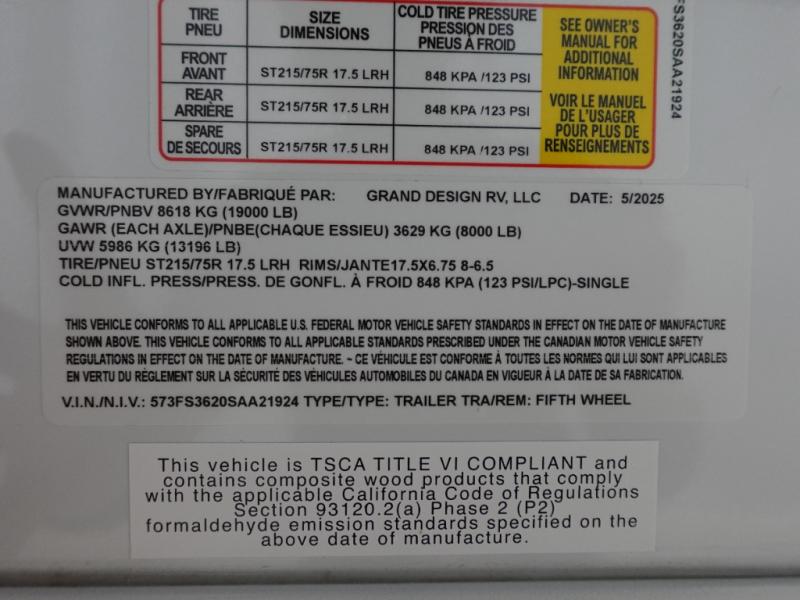 TIRE SIZE COLD TIRE PRESSURE
PNEU DIMENSIONS PRESSION DES
PNEUS À FROID
FRONT
AVANT ST215/75R 17.5 LRH 848 KPA /123 PSI
REAR
ARRIÈRE ST215/75R 17.5 LRH 848 KPA /123 PSI
SPARE
DE SECOURS ST215/75R 17.5 LRH 848 KPA /123 PSI
SEE OWNER'S
MANUAL FOR
ADDITIONAL
INFORMATION
VOIR LE MANUEL
DE L'USAGER
POUR PLUS DE
RENSEIGNEMENTS
FS3620SAA21924
MANUFACTURED BY/FABRIQUÉ PAR: GRAND DESIGN RV, LLC DATE: 5/2025
GVWR/PNBV 8618 KG (19000 LB)
GAWR (EACH AXLE)/PNBE(CHAQUE ESSIEU) 3629 KG (8000 LB)
UVW 5986 KG (13196 LB)
TIRE/PNEU ST215/75R 17.5 LRH RIMS/JANTE17.5X6.75 8-6.5
COLD INFL. PRESS/PRESS. DE GONFL. À FROID 848 KPA (123 PSI/LPC)-SINGLE
THIS VEHICLE CONFORMS TO ALL APPLICABLE U.S. FEDERAL MOTOR VEHICLE SAFETY STANDARDS IN EFFECT ON THE DATE OF MANUFACTURE
SHOWN ABOVE. THIS VEHICLE CONFORMS TO ALL APPLICABLE STANDARDS PRESCRIBED UNDER THE CANADIAN MOTOR VEHICLE SAFETY
REGULATIONS IN EFFECT ON THE DATE OF MANUFACTURE. ~ CE VÉHICULE EST CONFORME À TOUTES LES NORMES QUI LUI SONT APPLICABLES
EN VERTU DU RÈGLEMENT SUR LA SÉCURITÉ DES VÉHICULES AUTOMOBILES DU CANADA EN VIGUEUR À LA DATE DE SA FABRICATION.
V.I.N./N.I.V.: 573FS3620SAA21924 TYPE/TYPE: TRAILER TRA/REM: FIFTH WHEEL
This vehicle is TSCA TITLE VI COMPLIANT and
contains composite wood products that comply
with the applicable California Code of Regulations
Section 93120.2(a) Phase 2 (P2)
formaldehyde emission standards specified on the
above date of manufacture.